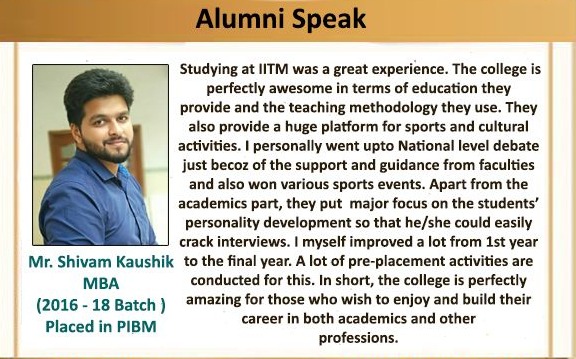 Alumni Speak
Studying at IITM was a great experience. The college is
perfectly awesome in terms of education they
provide and the teaching methodology they use. They
also provide a huge platform for sports and cultural
activities. I personally went upto National level debate
just becoz of the support and guidance from faculties
and also won various sports events. Apart from the
academics part, they put major focus on the students’
personality development so that he/she could easily
crack interviews. I myself improved a lot from 1st year
to the final year. A lot of pre-placement activities are
conducted for this. In short, the college is perfectly
amazing for those who wish to enjoy and build their
career in both academics and other
professions.
Mr. Shivam Kaushik
MBA
(2016 - 18 Batch )
Placed in PIBM